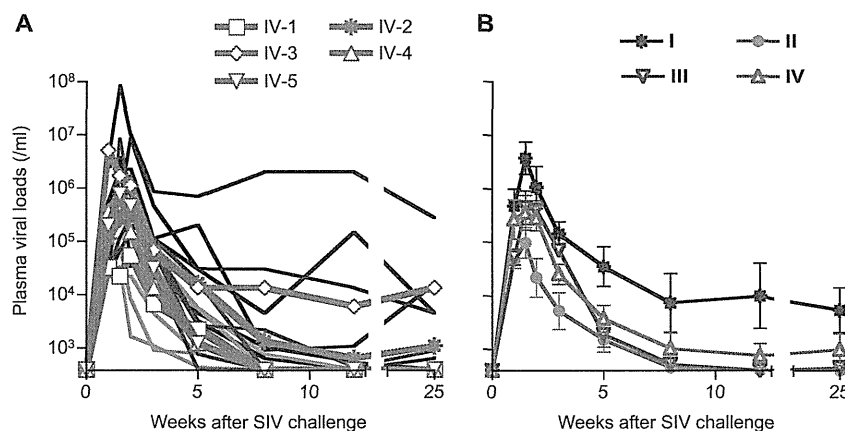 A
IV-1 IV-2
IV-3 IV-4
IV-5
Plasma viral loads (/ml)
10⁸
10⁷
10⁶
10⁵
10⁴
10³
0 5 10 25
Weeks after SIV challenge
B
I II
III IV
0 5 10 25
Weeks after SIV challenge